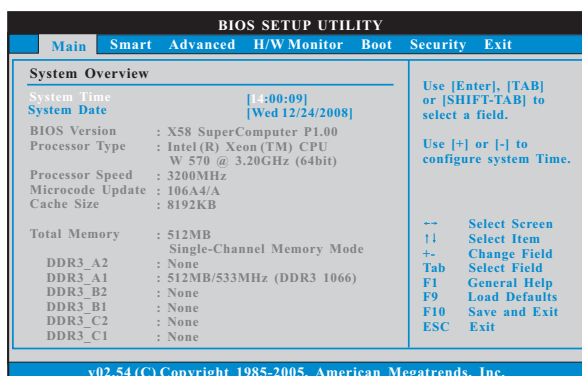 BIOS SETUP UTILITY
Main Smart Advanced H/W Monitor Boot Security Exit
System Overview
System Time [14:00:09]
System Date [Wed 12/24/2008]
BIOS Version : X58 SuperComputer P1.00
Processor Type : Intel(R) Xeon(TM) CPU
W 570 @ 3.20GHz (64bit)
Processor Speed : 3200MHz
Microcode Update : 106A4/A
Cache Size : 8192KB
Total Memory : 512MB
Single-Channel Memory Mode
DDR3_A2 : None
DDR3_A1 : 512MB/533MHz (DDR3 1066)
DDR3_B2 : None
DDR3_B1 : None
DDR3_C2 : None
DDR3_C1 : None
Use [Enter], [TAB]
or [SHIFT-TAB] to
select a field.
Use [+] or [-] to
configure system Time.
←→ Select Screen
↑↓ Select Item
+- Change Field
Tab Select Field
F1 General Help
F9 Load Defaults
F10 Save and Exit
ESC Exit
v02.54 (C) Copyright 1985-2005, American Megatrends, Inc.